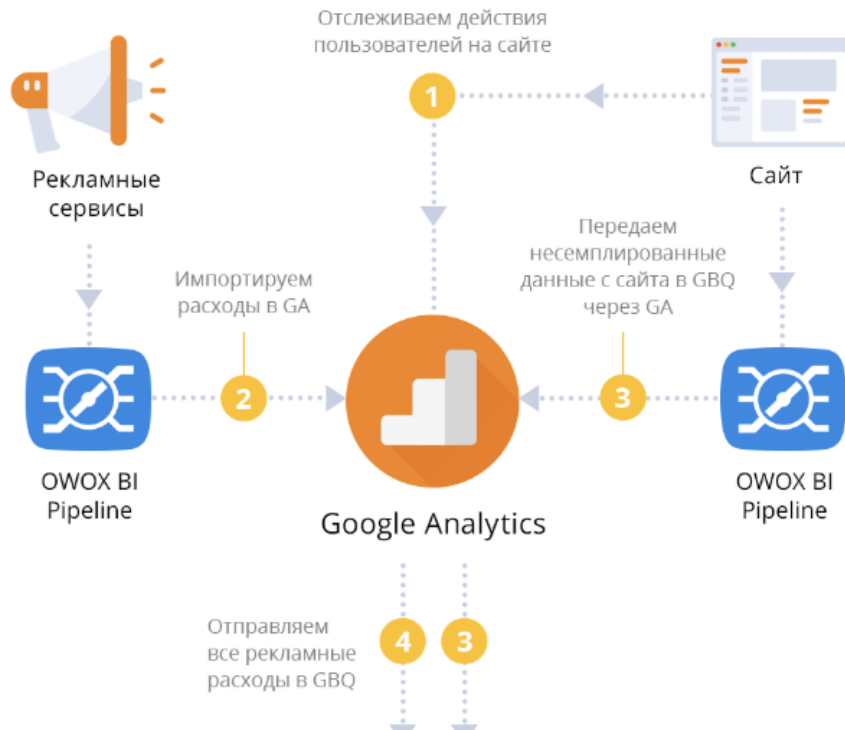 Отслеживаем действия
пользователей на сайте
1
Рекламные
сервисы
Сайт
Импортируем
расходы в GA
Передаем
несемплированные
данные с сайта в GBQ
через GA
2
3
OWOX BI
Pipeline
Google Analytics
OWOX BI
Pipeline
Отправляем
все рекламные
расходы в GBQ
4
3